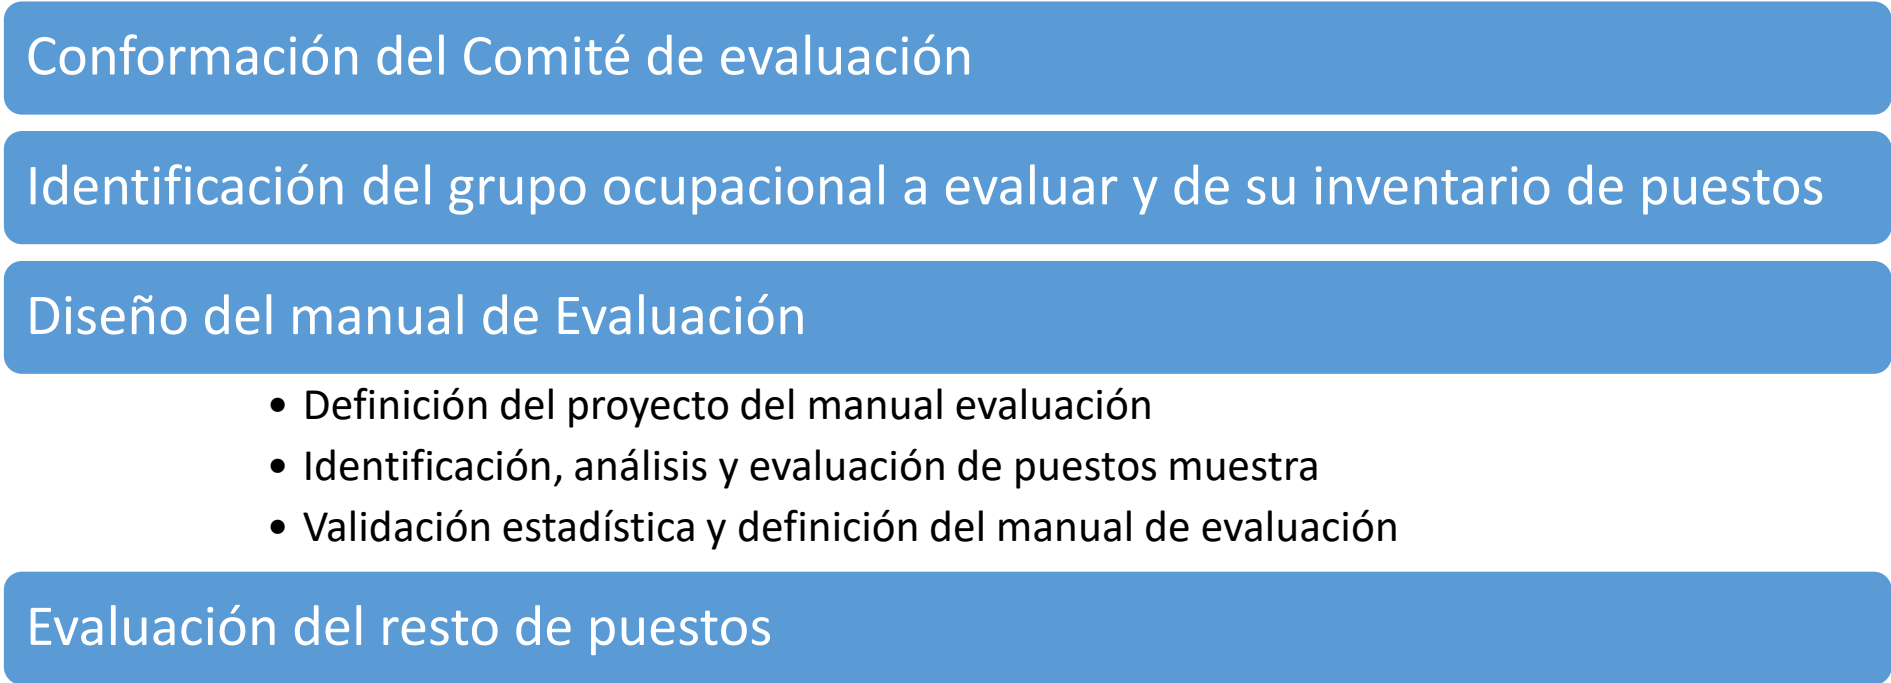 Conformación del Comité de evaluación
Identificación del grupo ocupacional a evaluar y de su inventario de puestos
Diseño del manual de Evaluación
• Definición del proyecto del manual evaluación
• Identificación, análisis y evaluación de puestos muestra
• Validación estadística y definición del manual de evaluación
Evaluación del resto de puestos